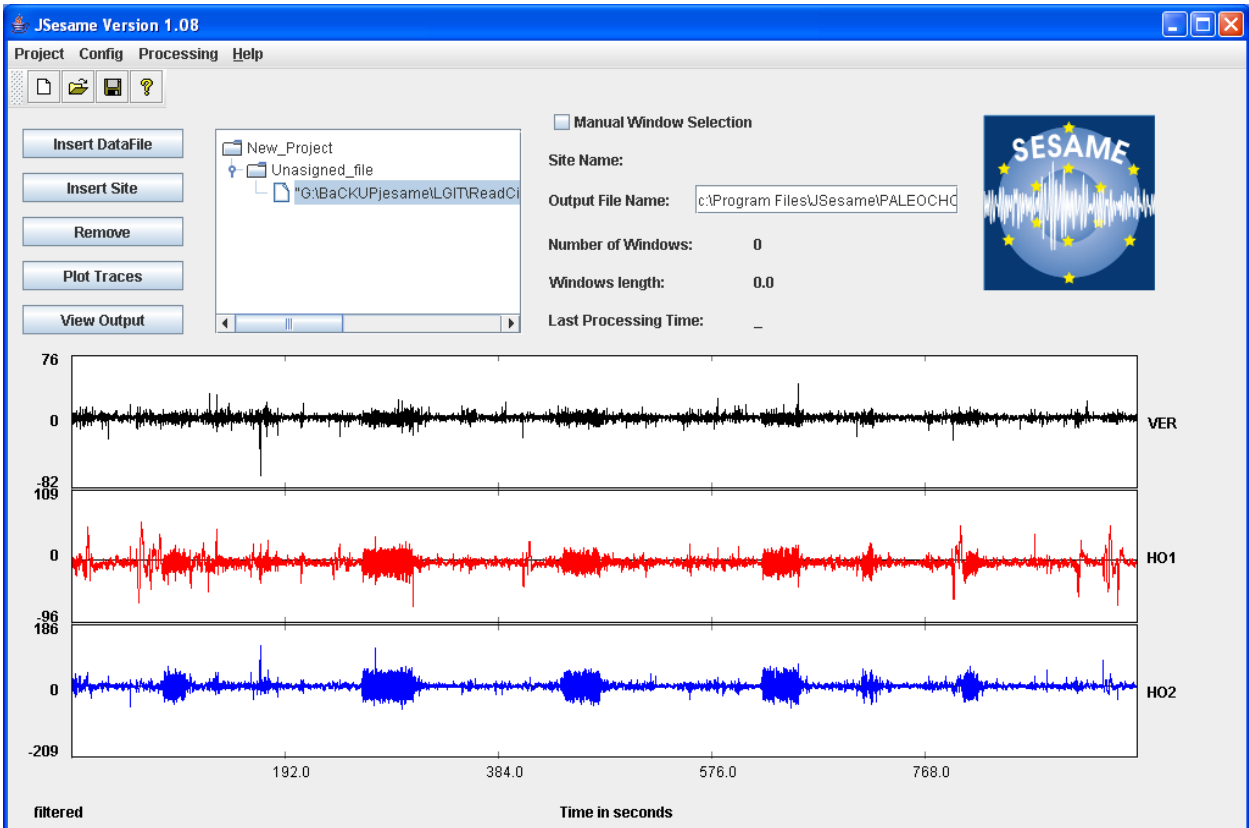 JSesame Version 1.08
Project Config Processing Help
Insert DataFile
Insert Site
Remove
Plot Traces
View Output
New_Project
Unasigned_file
"G:\BaCKUPjesame\LGIT\ReadCi
Manual Window Selection
Site Name:
Output File Name: c:\Program Files\JSesame\PALEOCHO
Number of Windows: 0
Windows length: 0.0
Last Processing Time: _
SESAME
76
0
-82
VER
109
0
-96
HO1
186
0
-209
HO2
192.0 384.0 576.0 768.0
filtered Time in seconds